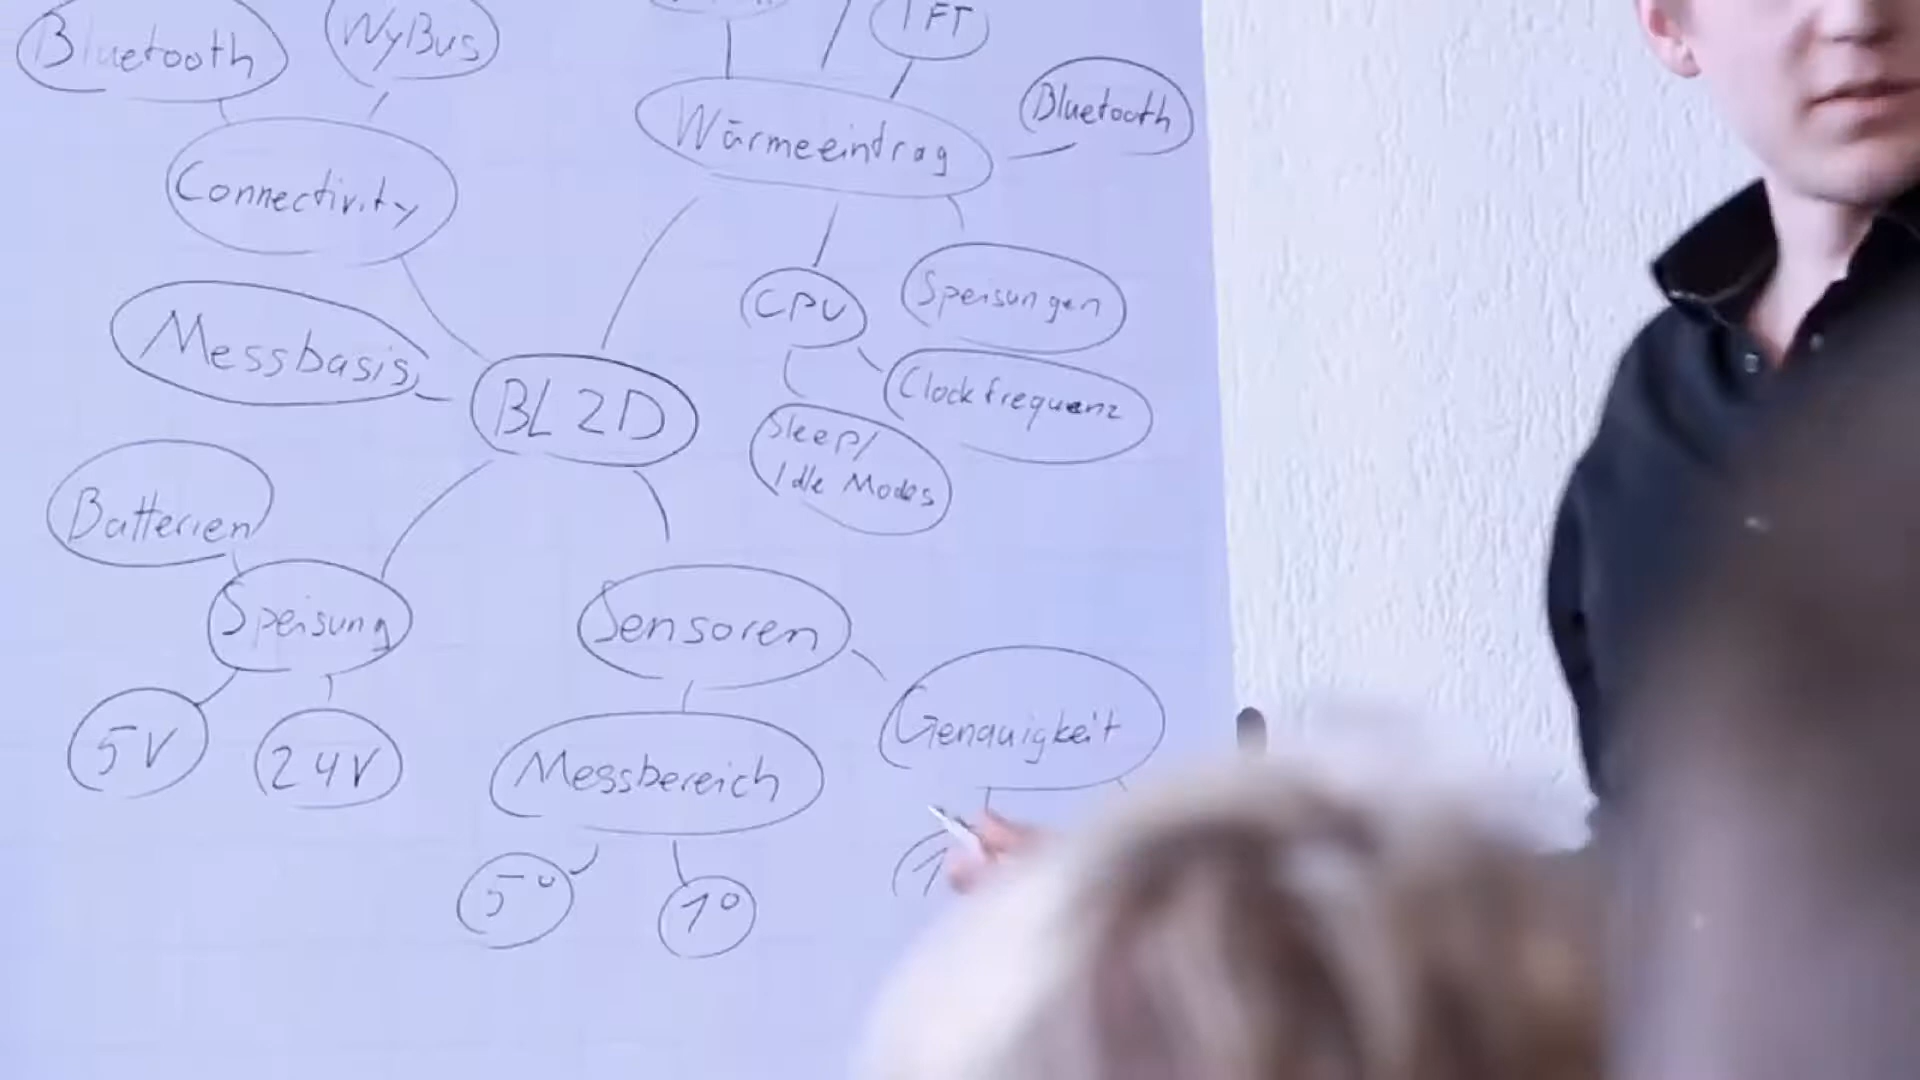 Bluetooth
WyBus
Connectivity
Wärmeeintrag
Bluetooth
CPU
Speisungen
Clockfrequenz
Sleep/
Idle Modes
Messbasis
BL2D
Batterien
Speisung
5V
24V
Sensoren
Genauigkeit
Messbereich
5°
1°